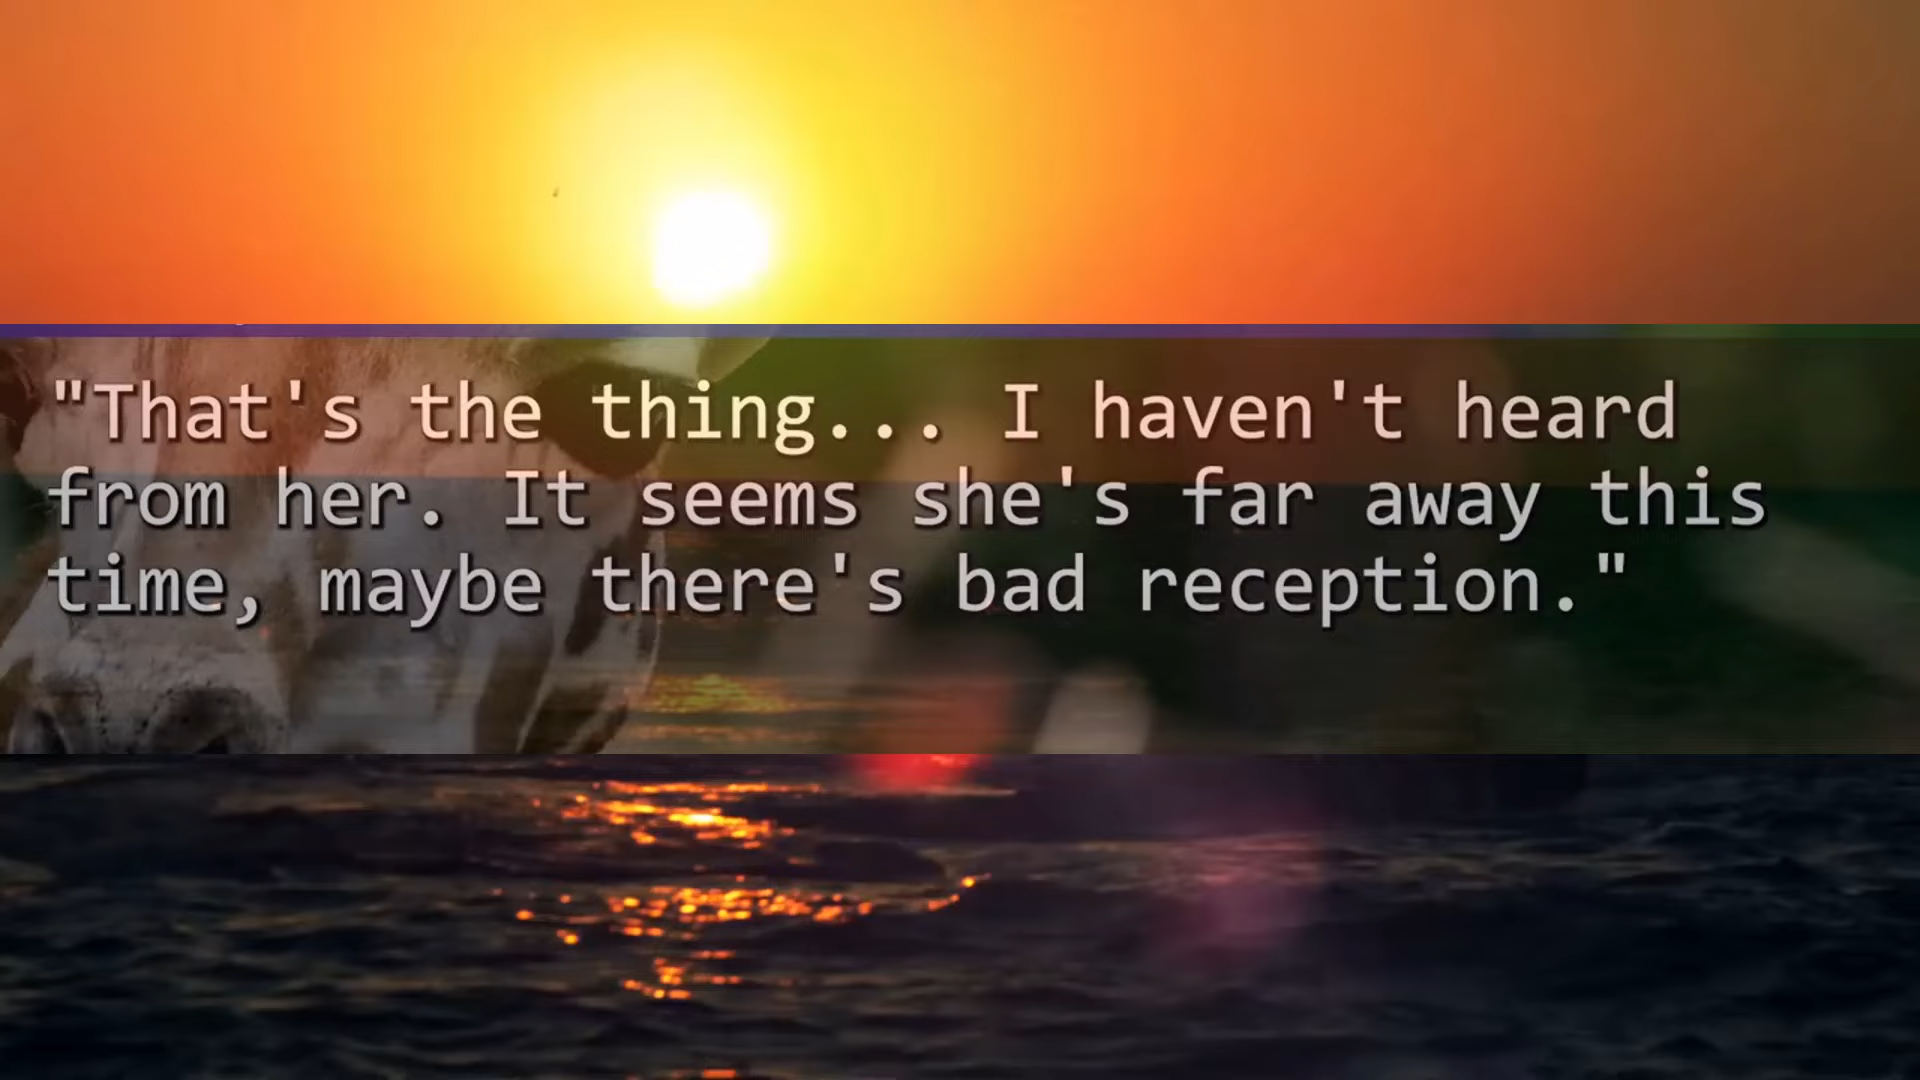 "That's the thing... I haven't heard
from her. It seems she's far away this
time, maybe there's bad reception."